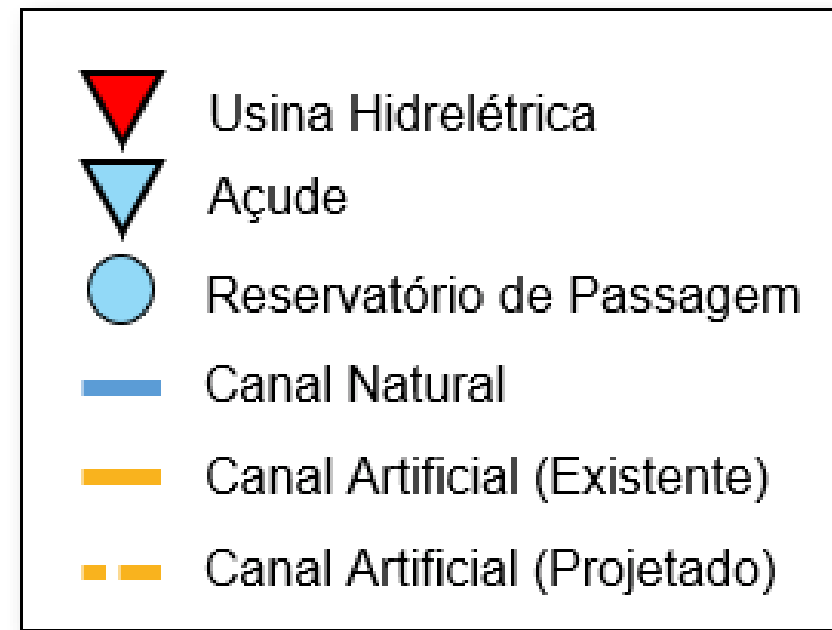 Usina Hidrelétrica
Açude
Reservatório de Passagem
Canal Natural
Canal Artificial (Existente)
Canal Artificial (Projetado)